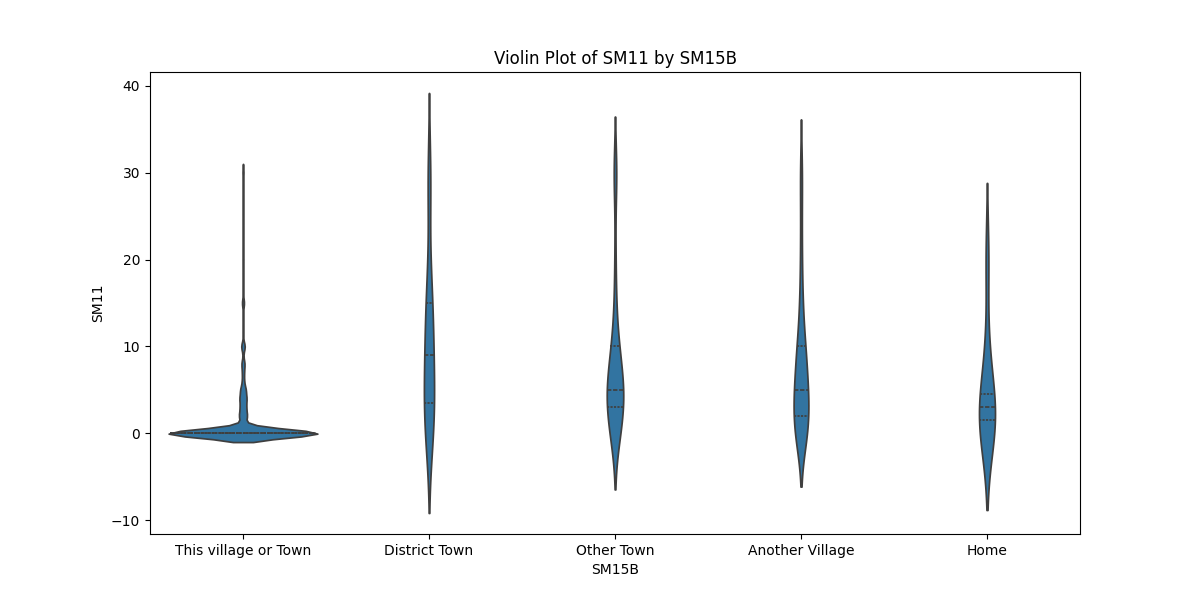 Violin Plot of SM11 by SM15B
40
30
20
10
0
−10
SM11
This village or Town
District Town
Other Town
Another Village
Home
SM15B